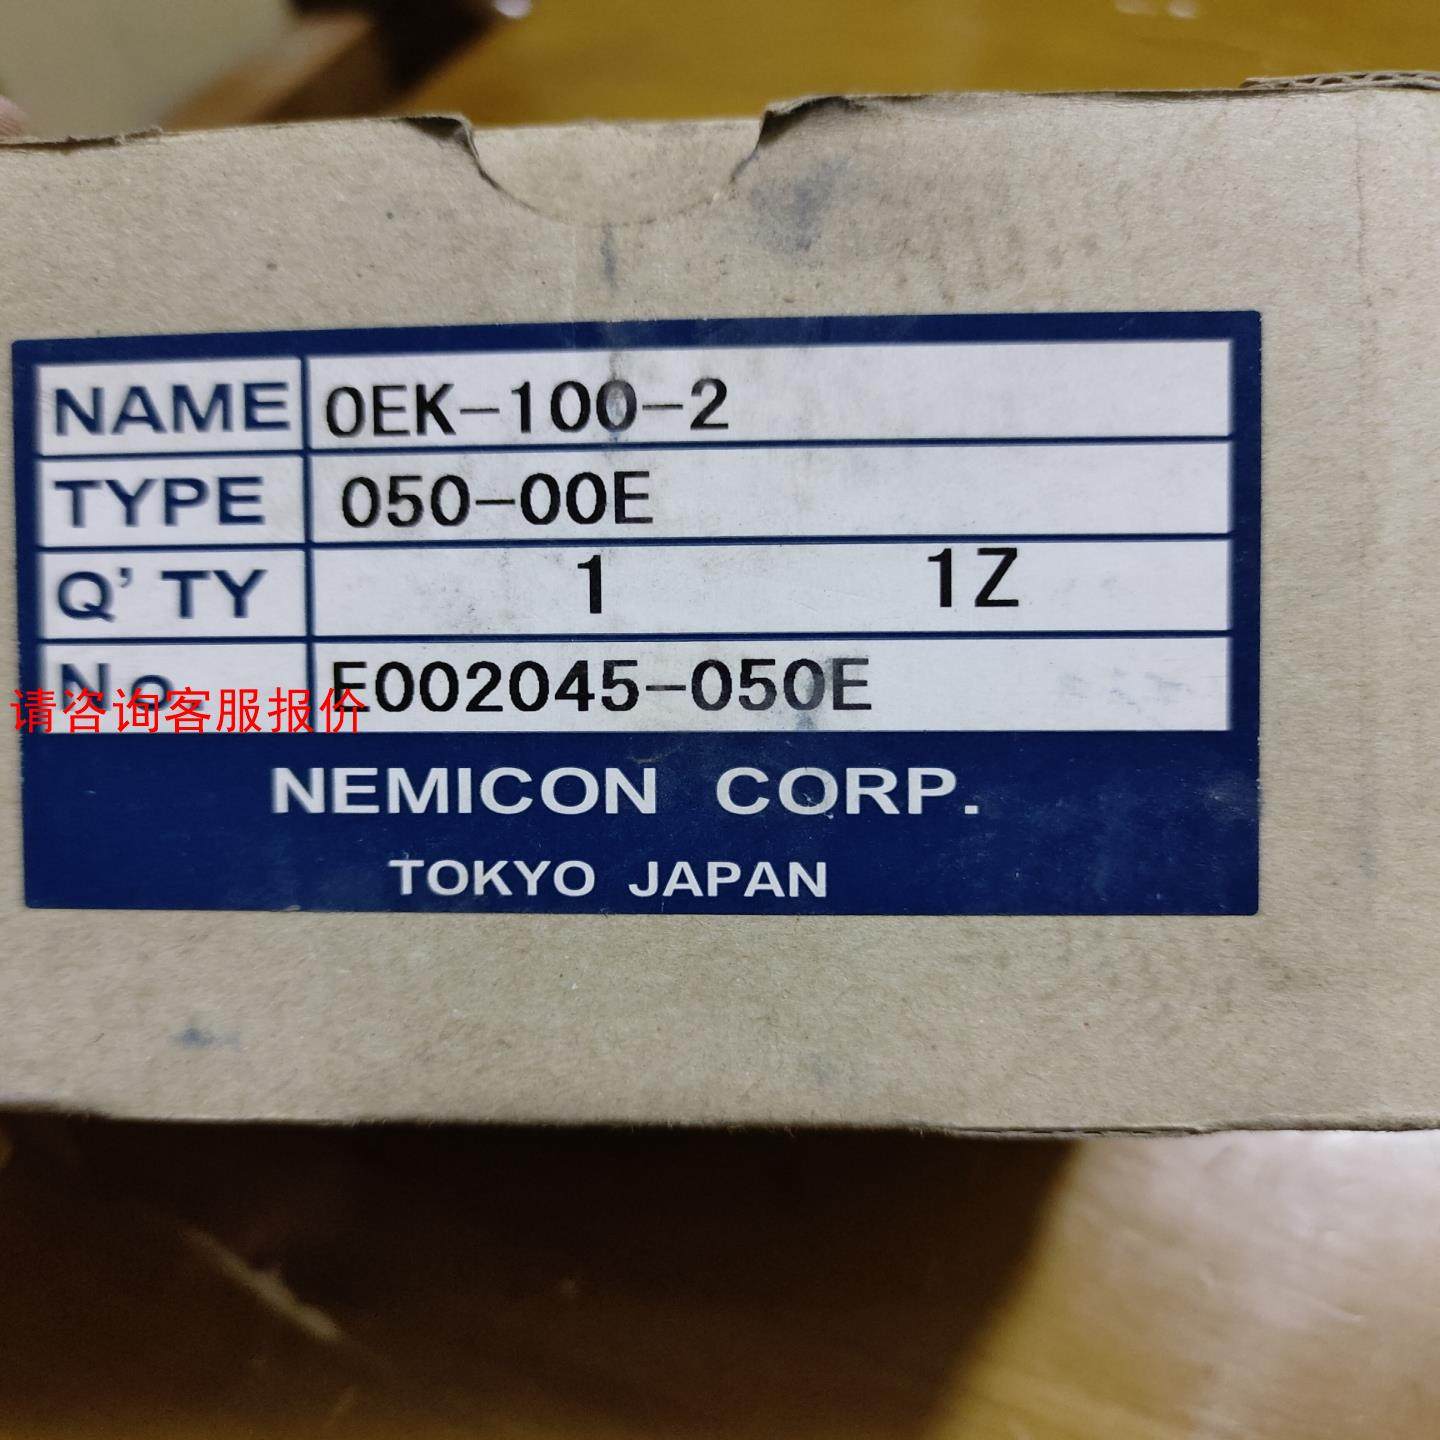 NAME OEK-100-2
TYPE 050-00E
Q'TY 1 1Z
No. E002045-050E
请咨询客服报价
NEMICON CORP.
TOKYO JAPAN